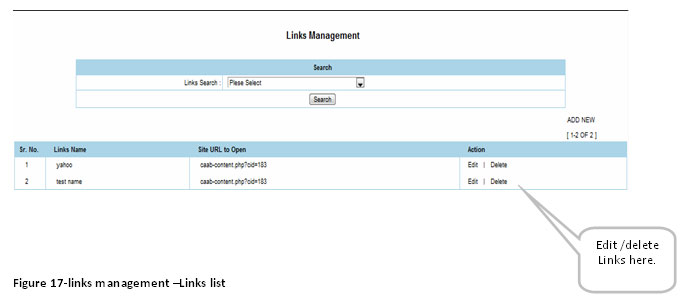 Links Management
Search
Links Search : Plese Select
Search
ADD NEW
[ 1-2 OF 2 ]
Sr. No. Links Name Site URL to Open Action
1 yahoo caab-content.php?cid=183 Edit | Delete
2 test name caab-content.php?cid=183 Edit | Delete
Edit /delete
Links here.
Figure 17-links management –Links list